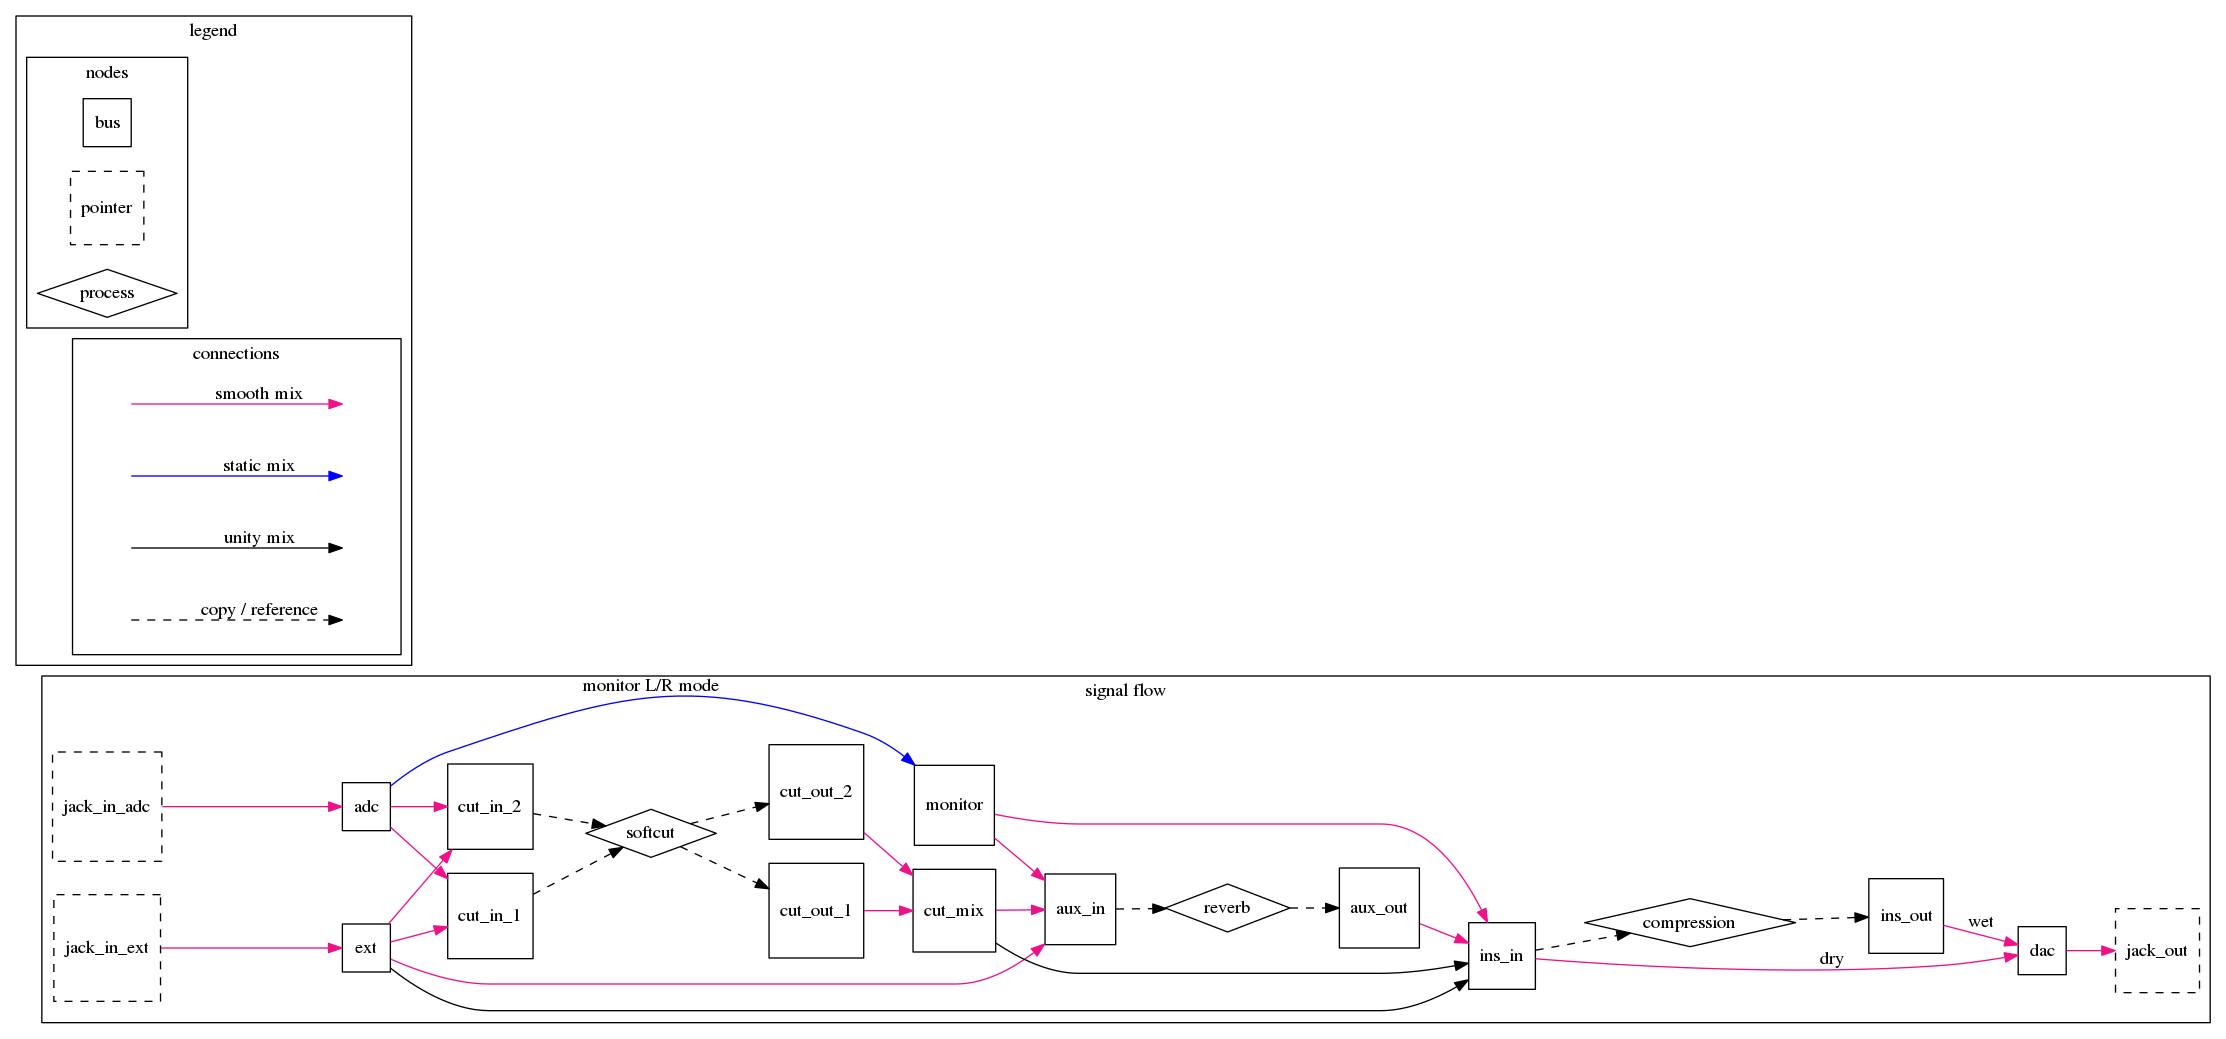 legend
nodes
bus
pointer
process
connections
smooth mix
static mix
unity mix
copy / reference
monitor L/R mode
signal flow
jack_in_adc
adc
cut_in_2
softcut
cut_out_2
monitor
jack_in_ext
ext
cut_in_1
cut_out_1
cut_mix
aux_in
reverb
aux_out
ins_in
compression
ins_out
wet
dry
dac
jack_out